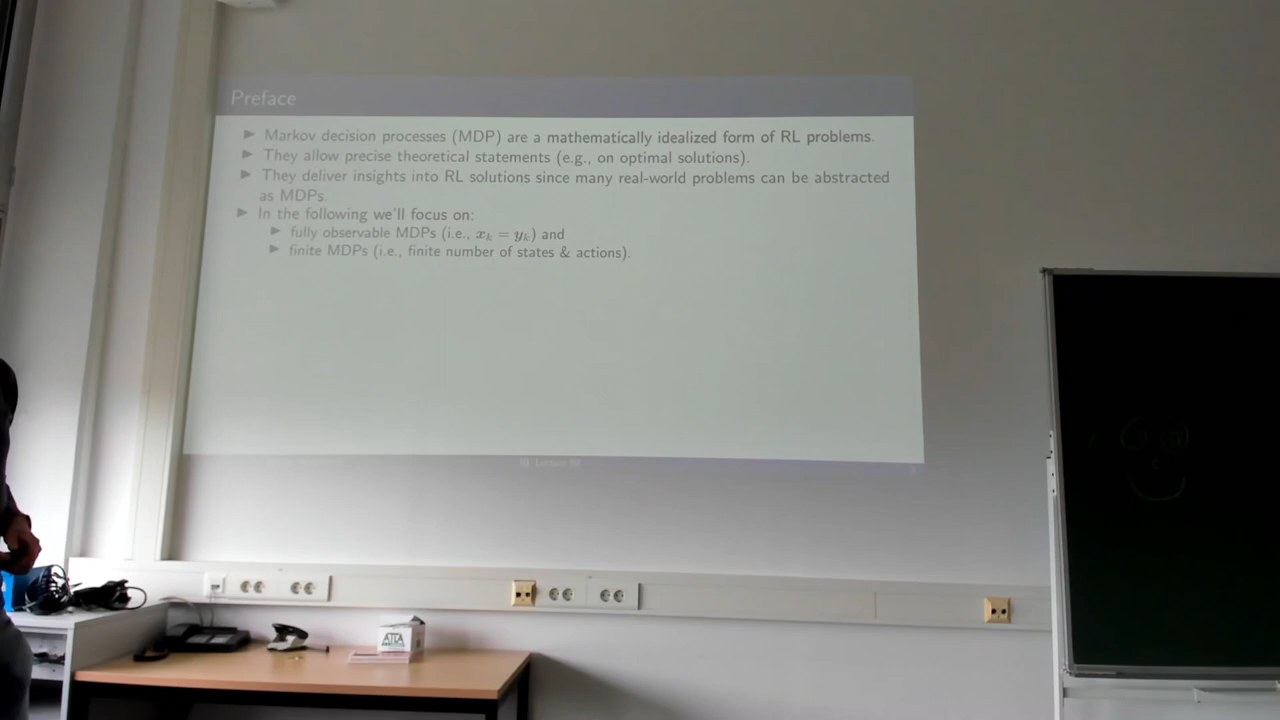 Preface
► Markov decision processes (MDP) are a mathematically idealized form of RL problems.
► They allow precise theoretical statements (e.g., on optimal solutions).
► They deliver insights into RL solutions since many real-world problems can be abstracted
as MDPs.
► In the following we'll focus on:
► fully observable MDPs (i.e., xₖ = yₖ) and
► finite MDPs (i.e., finite number of states & actions).
ATLA